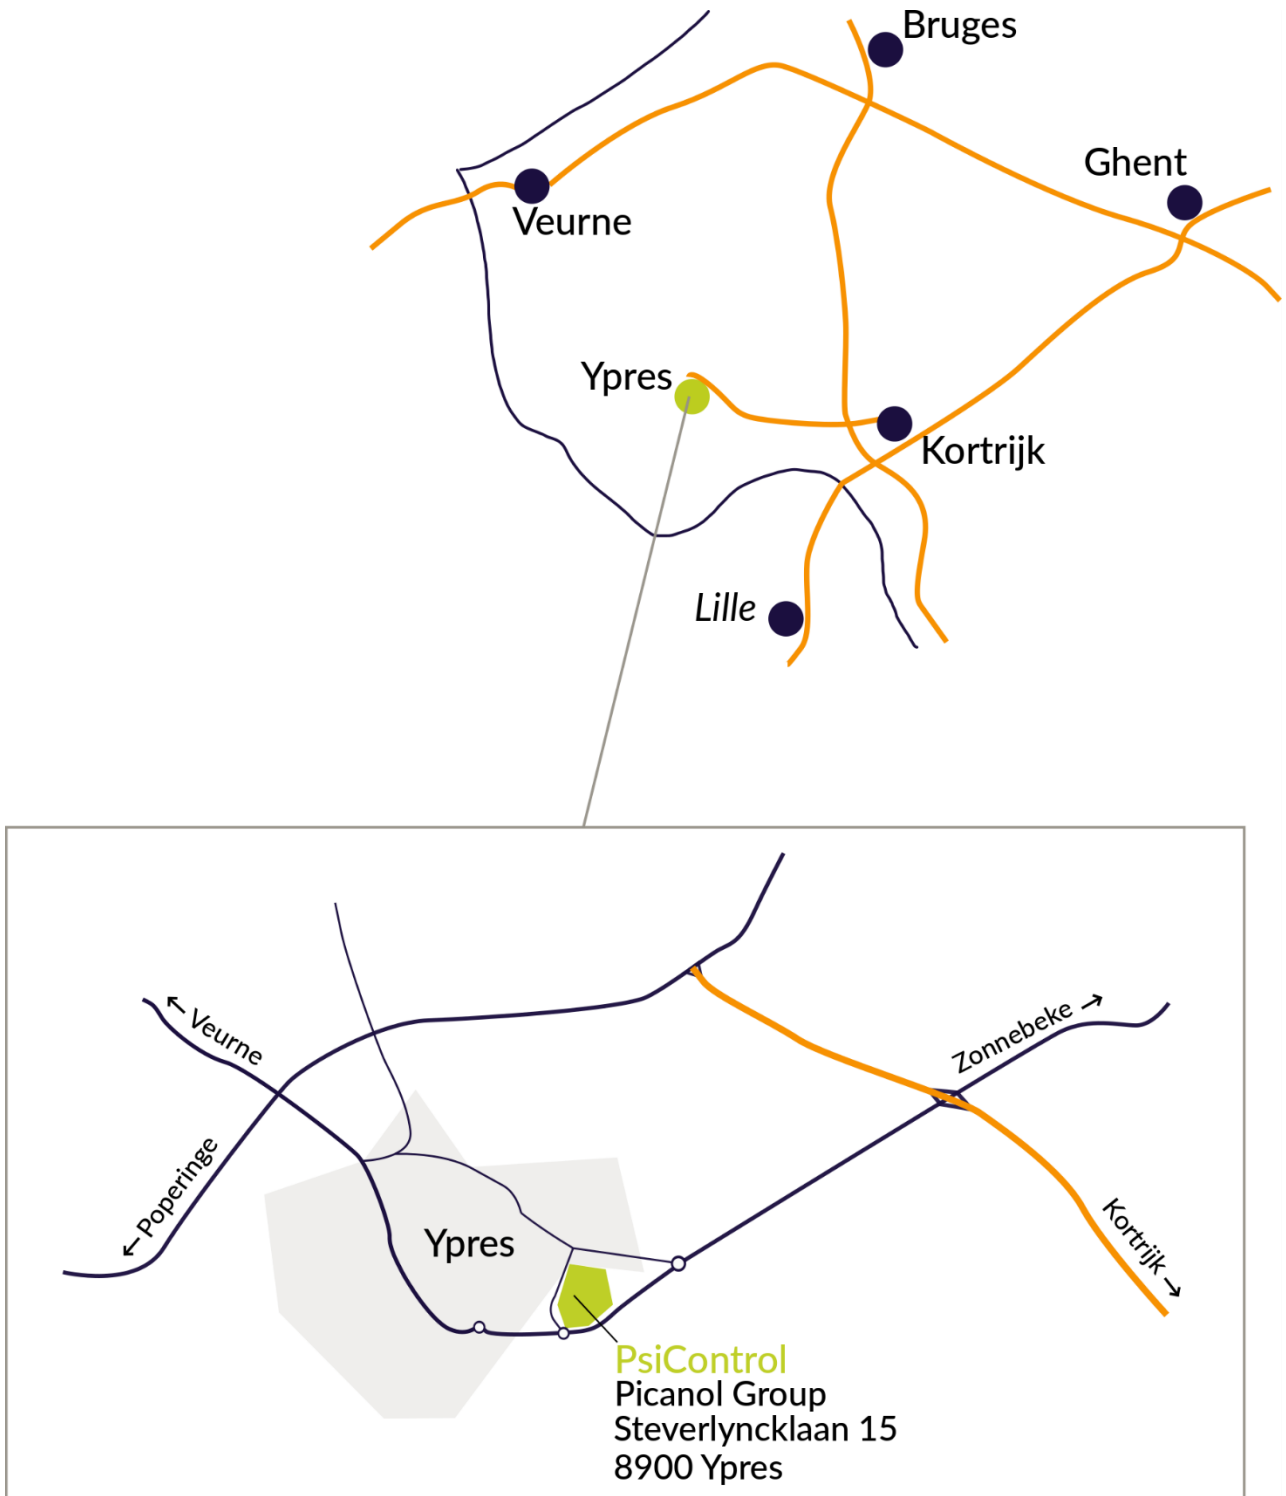 Bruges
Ghent
Veurne
Ypres
Kortrijk
Lille
← Veurne
Zonnebeke →
← Poperinge
Kortrijk →
Ypres
PsiControl
Picanol Group
Steverlyncklaan 15
8900 Ypres